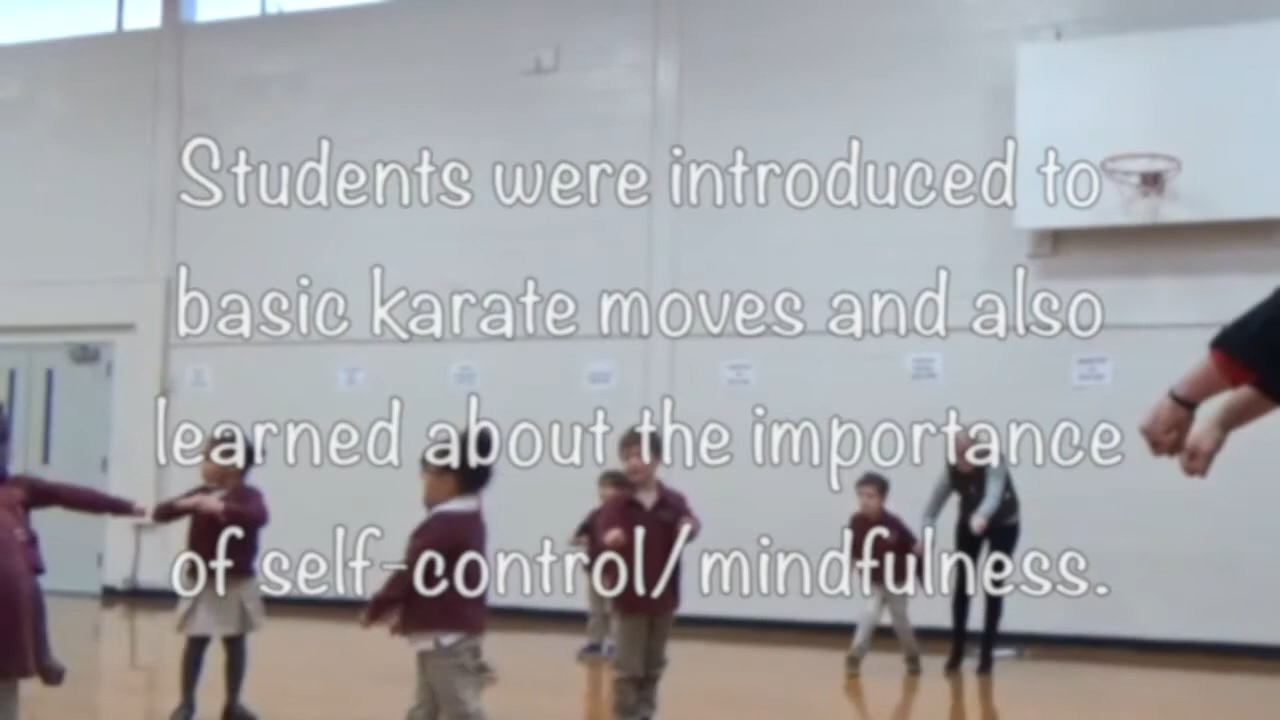 Students were introduced to
basic karate moves and also
learned about the importance
of self-control/mindfulness.